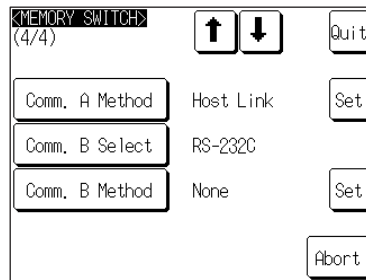 <MEMORY SWITCH>
(4/4)
Quit
Comm. A Method Host Link Set
Comm. B Select RS-232C
Comm. B Method None Set
Abort